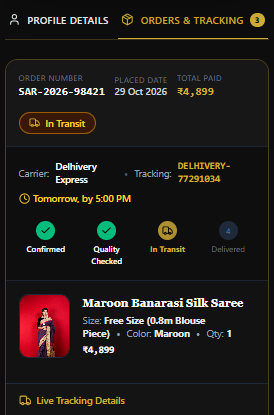 PROFILE DETAILS
ORDERS & TRACKING 3
ORDER NUMBER
SAR-2026-98421
PLACED DATE
29 Oct 2026
TOTAL PAID
₹4,899
In Transit
Carrier: Delhivery Express • Tracking: DELHIVERY-77291034
Tomorrow, by 5:00 PM
Confirmed
Quality Checked
In Transit
4
Delivered
Maroon Banarasi Silk Saree
Size: Free Size (0.8m Blouse
Piece) • Color: Maroon • Qty: 1
₹4,899
Live Tracking Details